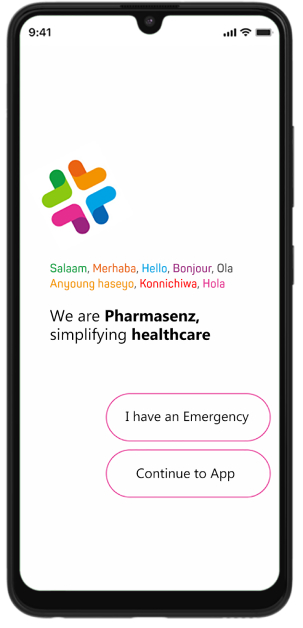 9:41
Salaam, Merhaba, Hello, Bonjour, Ola
Anyoung haseyo, Konnichiwa, Hola
We are Pharmasenz,
simplifying healthcare
I have an Emergency
Continue to App